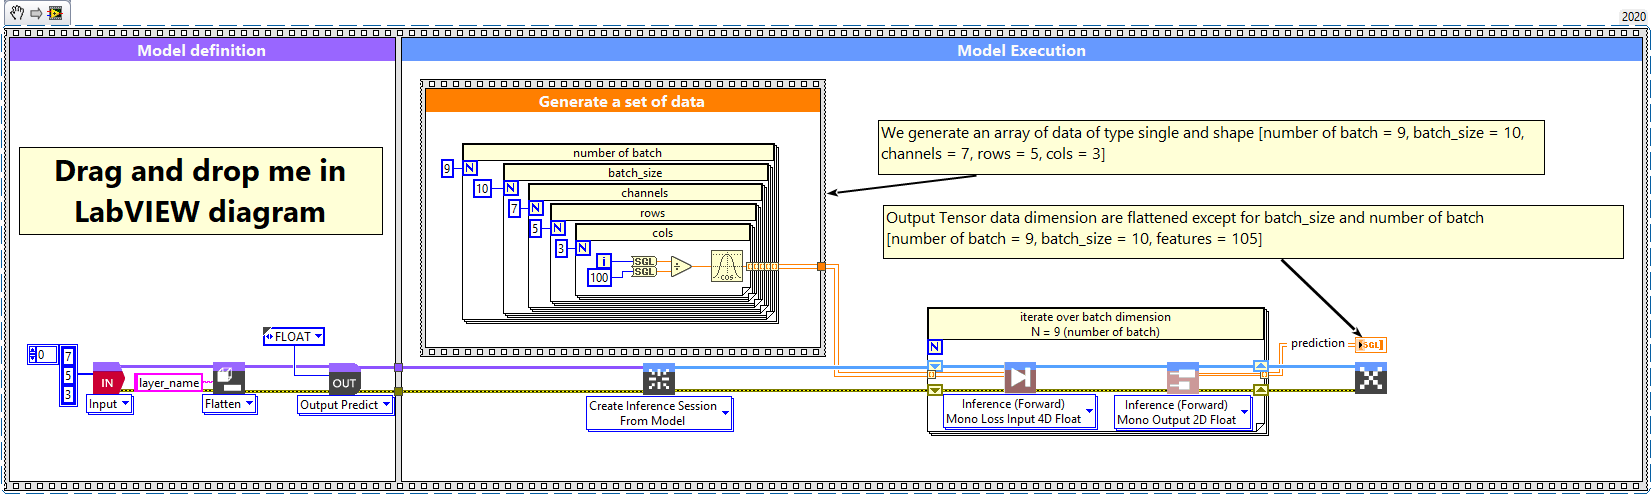 2020
Model definition
Model Execution
Generate a set of data
Drag and drop me in
LabVIEW diagram
We generate an array of data of type single and shape [number of batch = 9, batch_size = 10,
channels = 7, rows = 5, cols = 3]
Output Tensor data dimension are flattened except for batch_size and number of batch
[number of batch = 9, batch_size = 10, features = 105]
number of batch
9
N
batch_size
10
N
channels
7
N
rows
5
N
cols
3
N
i
SGL
100
SGL
÷
COS
iterate over batch dimension
N = 9 (number of batch)
N
prediction
SGL
FLOAT
0
7
5
3
IN
layer_name
OUT
Input
Flatten
Output Predict
Create Inference Session
From Model
Inference (Forward)
Mono Loss Input 4D Float
Inference (Forward)
Mono Output 2D Float